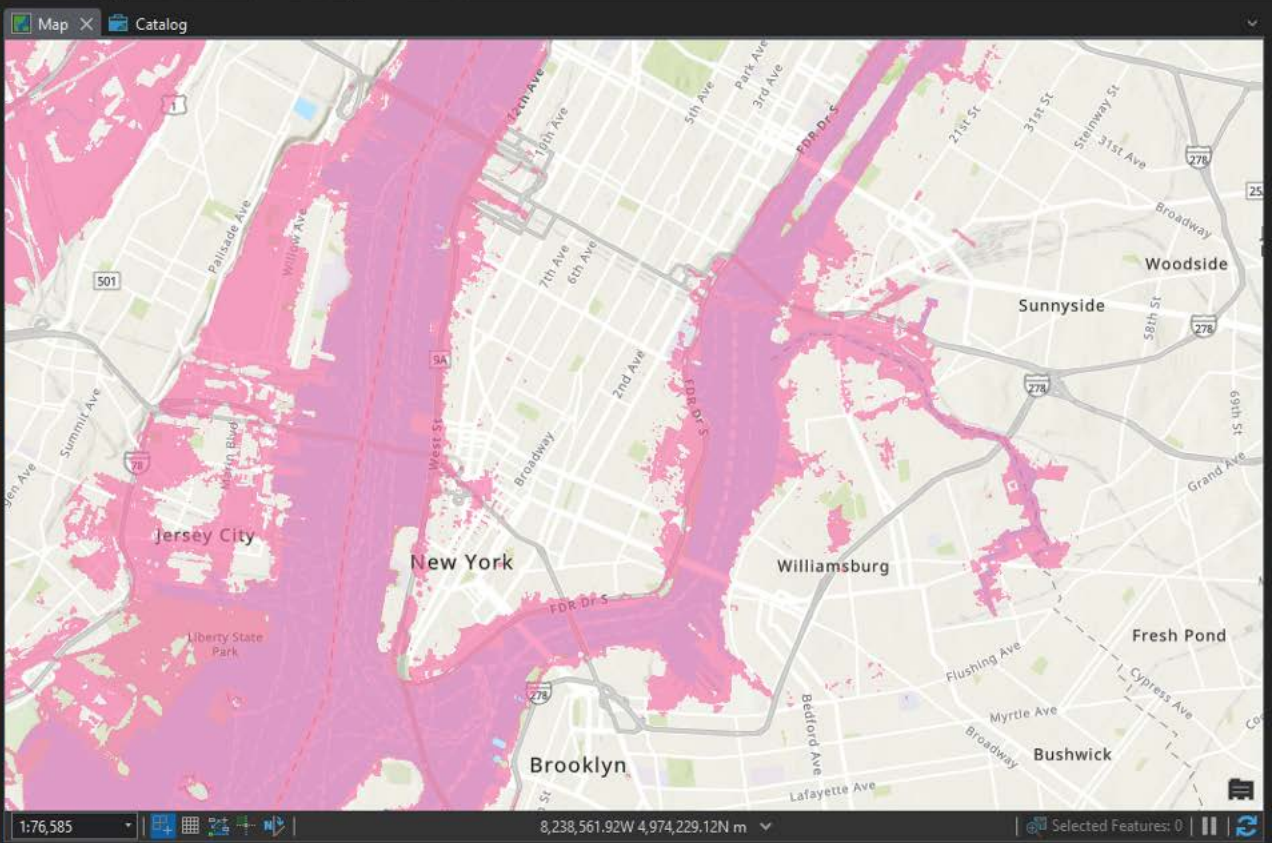 Map
Catalog
1
12th Ave
10th Ave
5th Ave
Park Ave
3rd Ave
FDR Dr S
21st St
31st St
Steinway St
31st Ave
278
25
Broadway
Palisade Ave
Willow Ave
501
7th Ave
6th Ave
Woodside
Sunnyside
58th St
278
9A
2nd Ave
FDR Dr S
278
69th St
Summit Ave
West St
Broadway
Marin Blvd
78
Grand Ave
gen Ave
Jersey City
New York
Williamsburg
FDR Dr S
Liberty State
Park
Fresh Pond
Flushing Ave
Cypress Ave
278
Bedford Ave
Myrtle Ave
Broadway
Bushwick
Brooklyn
Lafayette Ave
St
1:76,585
8,238,561.92W 4,974,229.12N m
Selected Features: 0